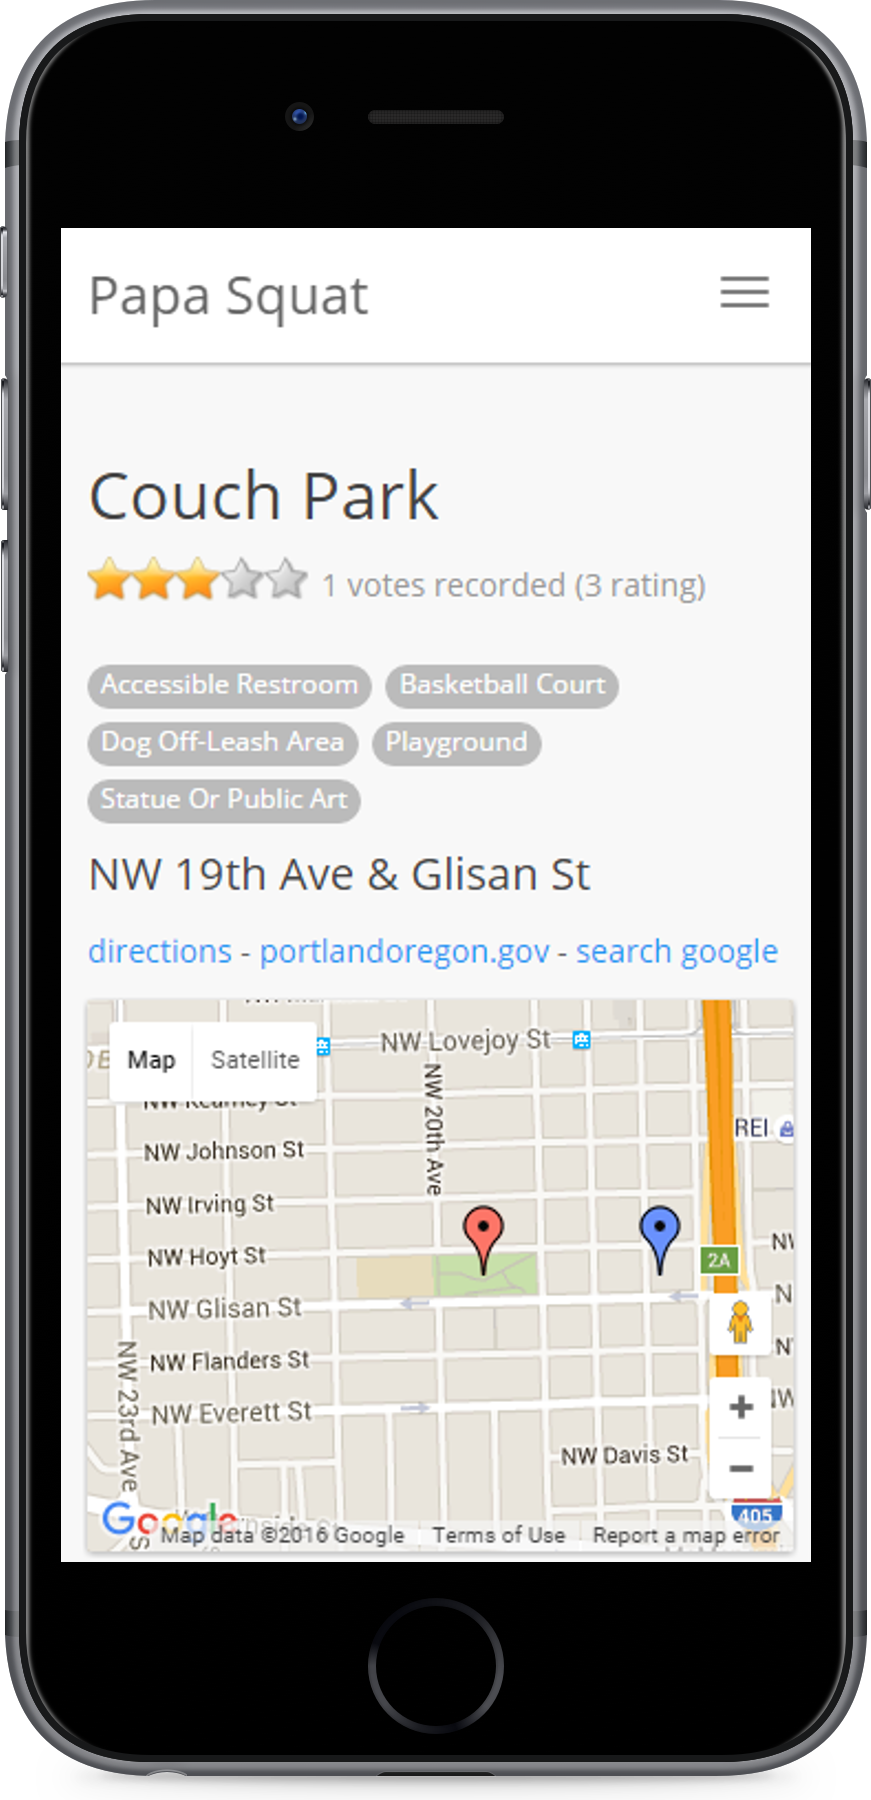 Papa Squat
Couch Park
1 votes recorded (3 rating)
Accessible Restroom
Basketball Court
Dog Off-Leash Area
Playground
Statue Or Public Art
NW 19th Ave & Glisan St
directions - portlandoregon.gov - search google
Map
Satellite
NW Lovejoy St
NW Kearney St
NW 20th Ave
REI
NW Johnson St
NW Irving St
NW Hoyt St
2A
NW Glisan St
NW Flanders St
NW 23rd Ave
NW Everett St
NW Davis St
405
Google
Map data ©2016 Google
Terms of Use
Report a map error